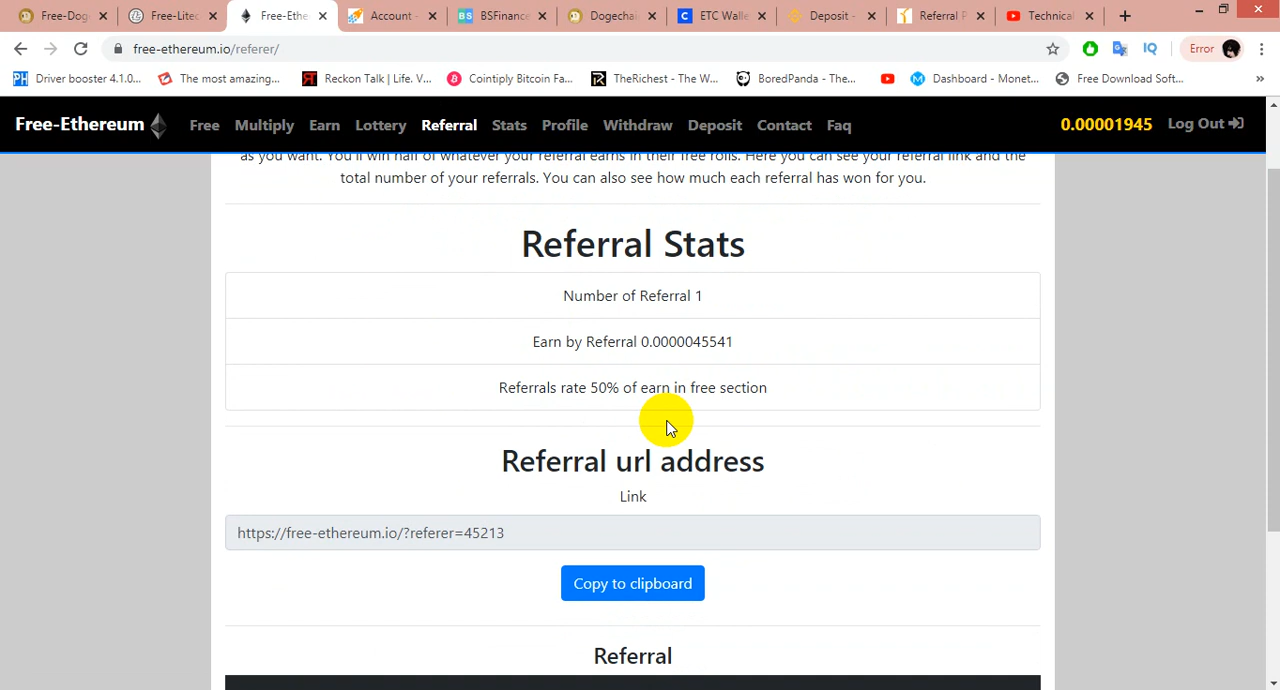 Free-Dog
Free-Litec
Free-Ethe
Account -
BSFinance
Dogechai
ETC Walle
Deposit -
Referral P
Technical
free-ethereum.io/referer/
Error
Driver booster 4.1.0...
The most amazing...
Reckon Talk | Life. V...
Cointiply Bitcoin Fa...
TheRichest - The W...
BoredPanda - The...
Dashboard - Monet...
Free Download Soft...
Free-Ethereum
Free
Multiply
Earn
Lottery
Referral
Stats
Profile
Withdraw
Deposit
Contact
Faq
0.00001945
Log Out
as you want. You'll win half of whatever your referral earns in their free rolls. Here you can see your referral link and the
total number of your referrals. You can also see how much each referral has won for you.
Referral Stats
Number of Referral 1
Earn by Referral 0.0000045541
Referrals rate 50% of earn in free section
Referral url address
Link
https://free-ethereum.io/?referer=45213
Copy to clipboard
Referral